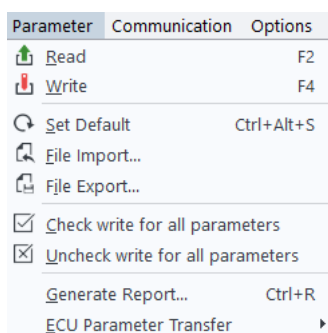 Parameter Communication Options
Read F2
Write F4
Set Default Ctrl+Alt+S
File Import...
File Export...
Check write for all parameters
Uncheck write for all parameters
Generate Report... Ctrl+R
ECU Parameter Transfer